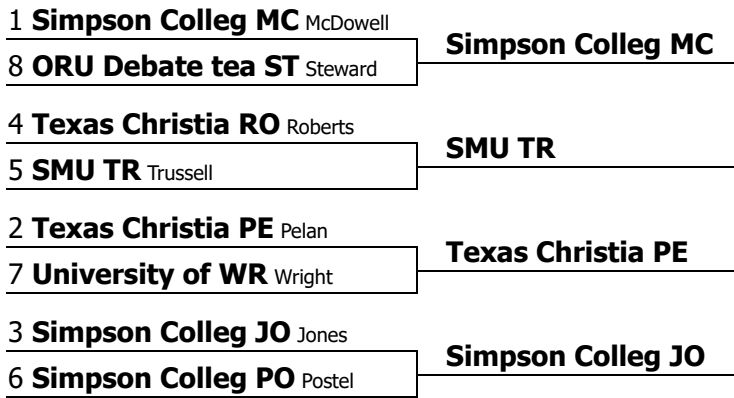 1 Simpson Colleg MC McDowell
Simpson Colleg MC
8 ORU Debate tea ST Steward
4 Texas Christia RO Roberts
SMU TR
5 SMU TR Trussell
2 Texas Christia PE Pelan
Texas Christia PE
7 University of WR Wright
3 Simpson Colleg JO Jones
Simpson Colleg JO
6 Simpson Colleg PO Postel